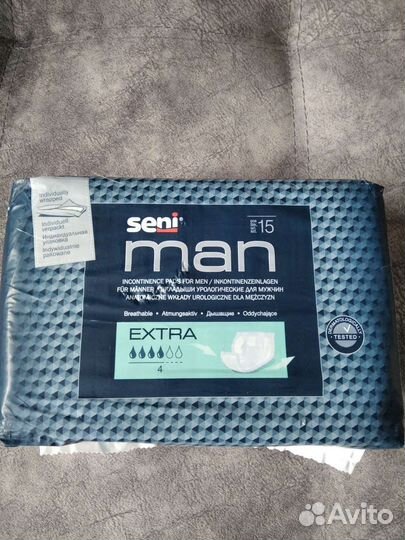 Individually
wrapped
Individuell
verpackt
Индивидуальная
упаковка
Indywidualnie
pakowane
seni®
15
man
INCONTINENCE PADS FOR MEN / INKONTINENZEINLAGEN
FÜR MÄNNER / ВКЛАДЫШИ УРОЛОГИЧЕСКИЕ ДЛЯ МУЖЧИН
ANATOMICZNE WKŁADY UROLOGICZNE DLA MĘŻCZYZN
Breathable • Atmungsaktiv • Дышащие • Oddychające
EXTRA
4
DERMATOLOGICALLY
TESTED
Avito